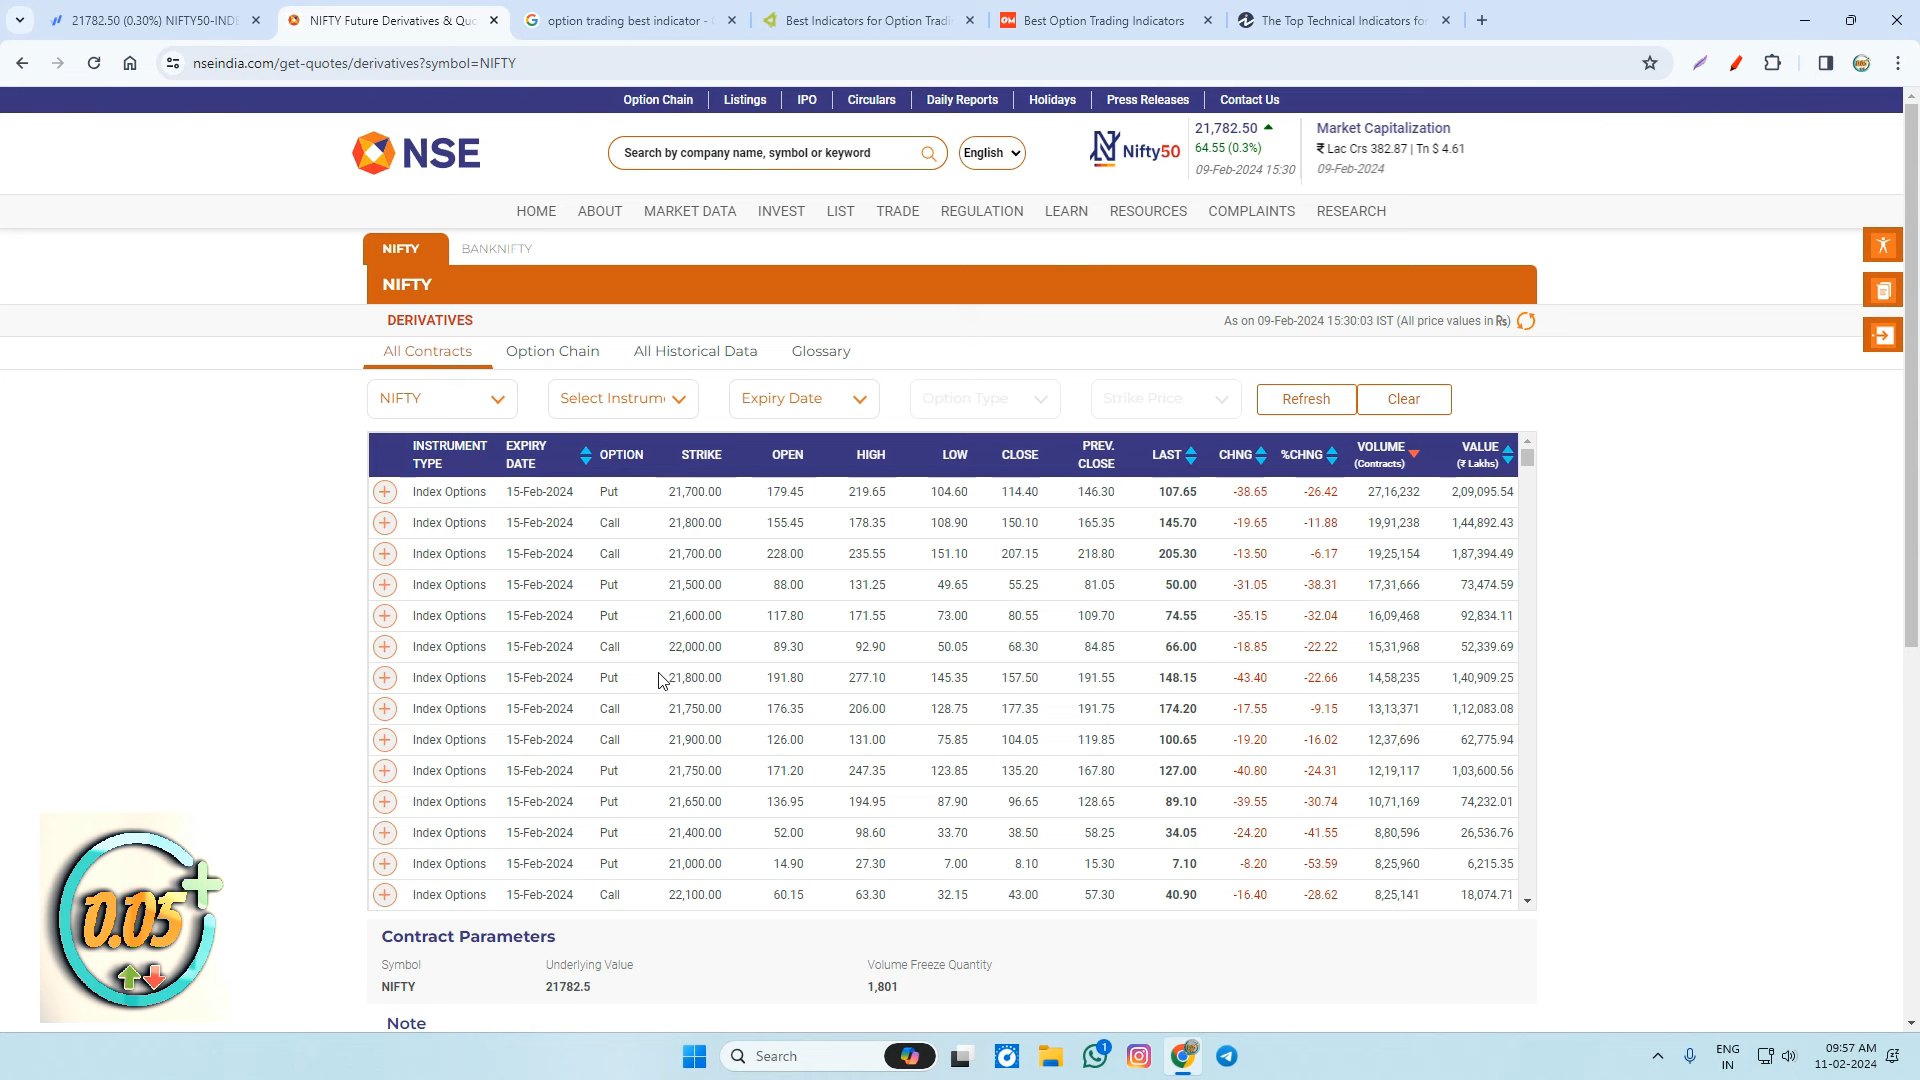 21782.50 (0.30%) NIFTY50-INDE
NIFTY Future Derivatives & Quo
option trading best indicator -
Best Indicators for Option Tradi
Best Option Trading Indicators
The Top Technical Indicators fo
nseindia.com/get-quotes/derivatives?symbol=NIFTY
Option Chain Listings IPO Circulars Daily Reports Holidays Press Releases Contact Us
NSE
Search by company name, symbol or keyword
English
Nifty50
21,782.50
64.55 (0.3%)
09-Feb-2024 15:30
Market Capitalization
₹ Lac Crs 382.87 | Tn $ 4.61
09-Feb-2024
HOME ABOUT MARKET DATA INVEST LIST TRADE REGULATION LEARN RESOURCES COMPLAINTS RESEARCH
NIFTY BANKNIFTY
NIFTY
DERIVATIVES
As on 09-Feb-2024 15:30:03 IST (All price values in ₨)
All Contracts Option Chain All Historical Data Glossary
NIFTY Select Instrum Expiry Date Option Type Strike Price Refresh Clear
INSTRUMENT TYPE EXPIRY DATE OPTION STRIKE OPEN HIGH LOW CLOSE PREV. CLOSE LAST CHNG %CHNG VOLUME (Contracts) VALUE (₹ Lakhs)
Index Options 15-Feb-2024 Put 21,700.00 179.45 219.65 104.60 114.40 146.30 107.65 -38.65 -26.42 27,16,232 2,09,095.54
Index Options 15-Feb-2024 Call 21,800.00 155.45 178.35 108.90 150.10 165.35 145.70 -19.65 -11.88 19,91,238 1,44,892.43
Index Options 15-Feb-2024 Call 21,700.00 228.00 235.55 151.10 207.15 218.80 205.30 -13.50 -6.17 19,25,154 1,87,394.49
Index Options 15-Feb-2024 Put 21,500.00 88.00 131.25 49.65 55.25 81.05 50.00 -31.05 -38.31 17,31,666 73,474.59
Index Options 15-Feb-2024 Put 21,600.00 117.80 171.55 73.00 80.55 109.70 74.55 -35.15 -32.04 16,09,468 92,834.11
Index Options 15-Feb-2024 Call 22,000.00 89.30 92.90 50.05 68.30 84.85 66.00 -18.85 -22.22 15,31,968 52,339.69
Index Options 15-Feb-2024 Put 21,800.00 191.80 277.10 145.35 157.50 191.55 148.15 -43.40 -22.66 14,58,235 1,40,909.25
Index Options 15-Feb-2024 Call 21,750.00 176.35 206.00 128.75 177.35 191.75 174.20 -17.55 -9.15 13,13,371 1,12,083.08
Index Options 15-Feb-2024 Call 21,900.00 126.00 131.00 75.85 104.05 119.85 100.65 -19.20 -16.02 12,37,696 62,775.94
Index Options 15-Feb-2024 Put 21,750.00 171.20 247.35 123.85 135.20 167.80 127.00 -40.80 -24.31 12,19,117 1,03,600.56
Index Options 15-Feb-2024 Put 21,650.00 136.95 194.95 87.90 96.65 128.65 89.10 -39.55 -30.74 10,71,169 74,232.01
Index Options 15-Feb-2024 Put 21,400.00 52.00 98.60 33.70 38.50 58.25 34.05 -24.20 -41.55 8,80,596 26,536.76
Index Options 15-Feb-2024 Put 21,000.00 14.90 27.30 7.00 8.10 15.30 7.10 -8.20 -53.59 8,25,960 6,215.35
Index Options 15-Feb-2024 Call 22,100.00 60.15 63.30 32.15 43.00 57.30 40.90 -16.40 -28.62 8,25,141 18,074.71
0.05
Contract Parameters
Symbol Underlying Value Volume Freeze Quantity
NIFTY 21782.5 1,801
Note
Search
1
ENG
IN
09:57 AM
11-02-2024